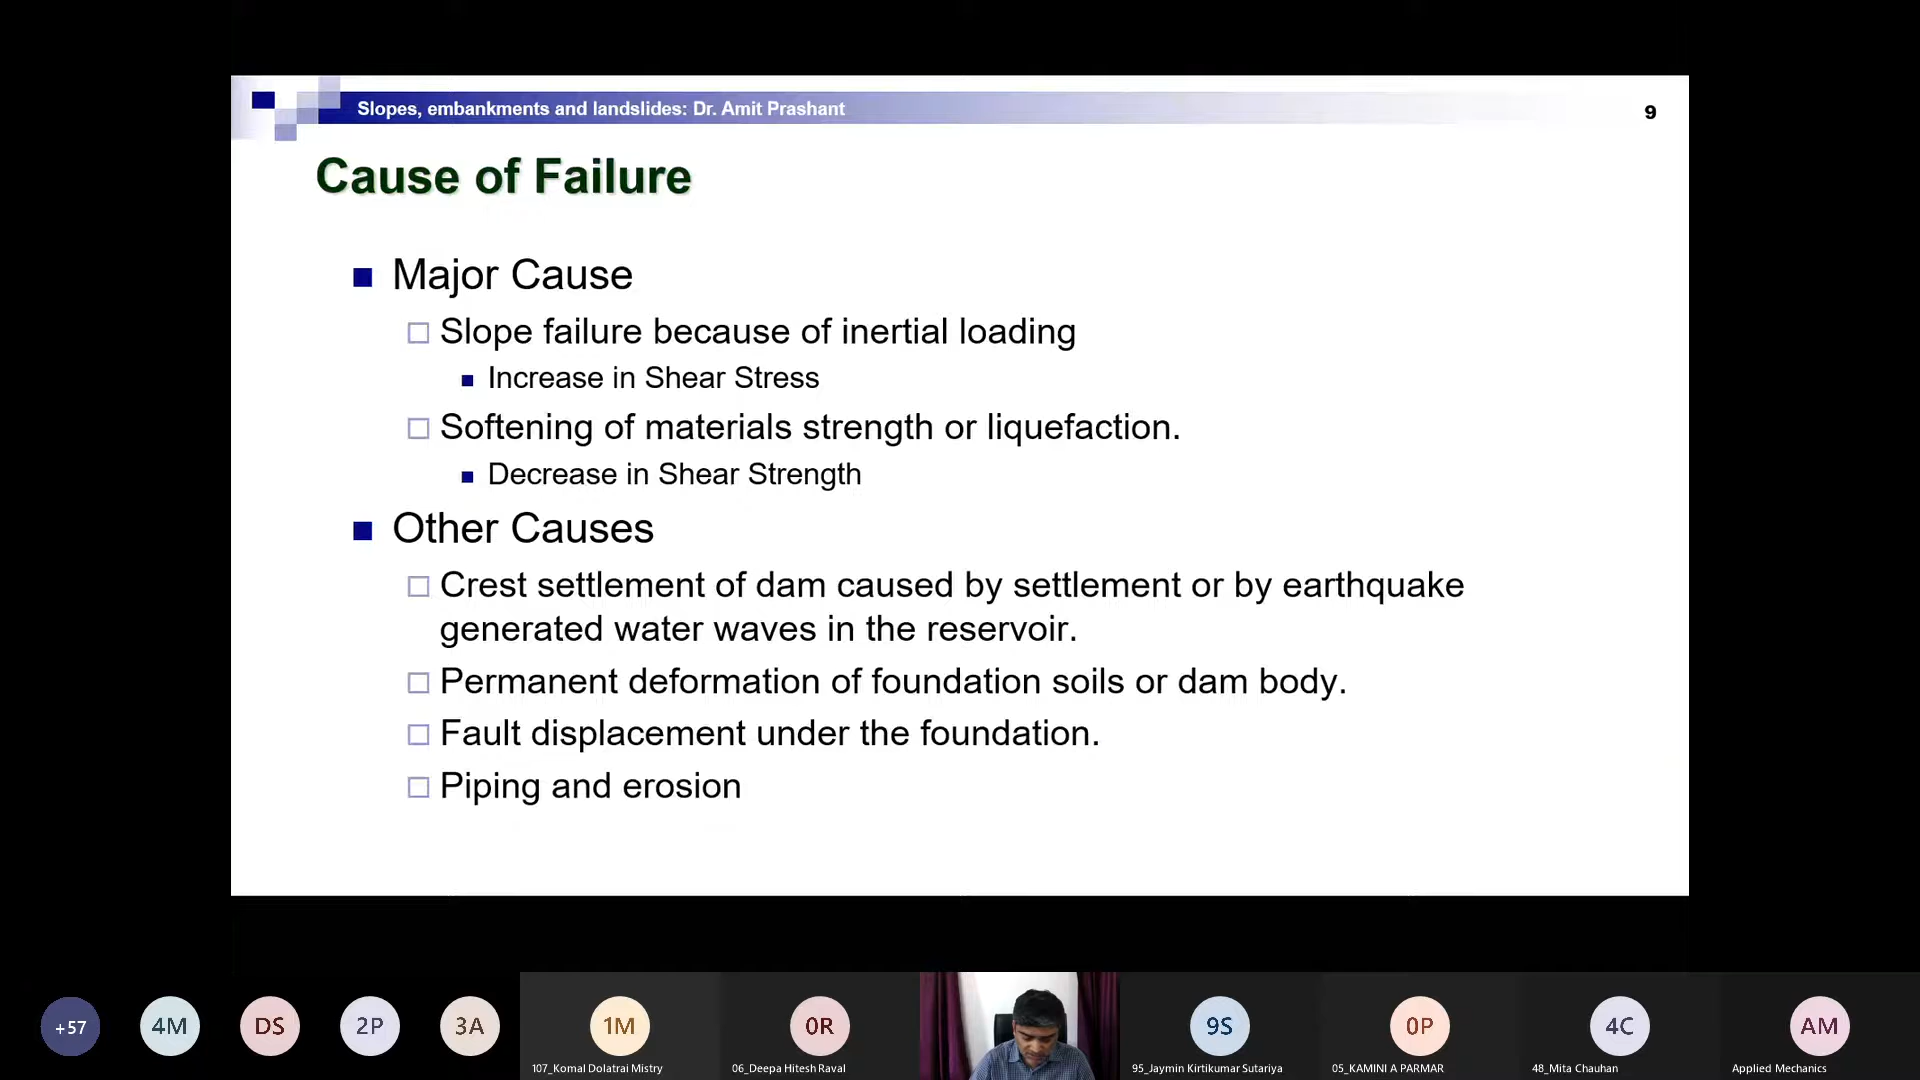 Slopes, embankments and landslides: Dr. Amit Prashant
9
Cause of Failure
Major Cause
Slope failure because of inertial loading
Increase in Shear Stress
Softening of materials strength or liquefaction.
Decrease in Shear Strength
Other Causes
Crest settlement of dam caused by settlement or by earthquake
generated water waves in the reservoir.
Permanent deformation of foundation soils or dam body.
Fault displacement under the foundation.
Piping and erosion
+57
4M
DS
2P
3A
1M
0R
9S
0P
4C
AM
107_Komal Dolatrai Mistry
06_Deepa Hitesh Raval
95_Jaymin Kirtikumar Sutariya
05_KAMINI A PARMAR
48_Mita Chauhan
Applied Mechanics